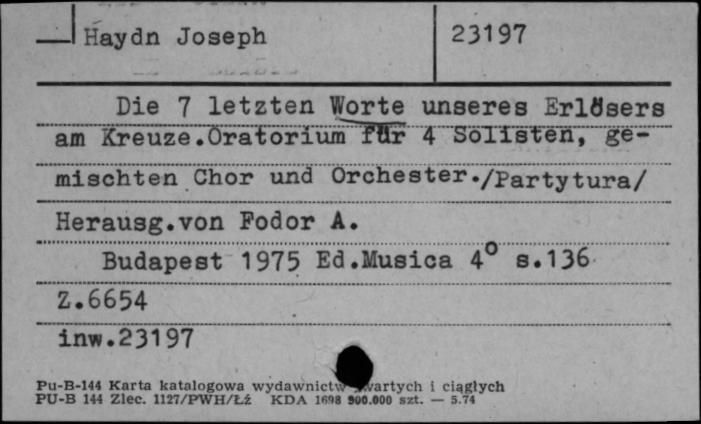 Haydn Joseph 23197
Die 7 letzten Worte unseres Erlösers
am Kreuze.Oratorium für 4 Solisten, ge-
mischten Chor und Orchester./Partytura/
Herausg.von Fodor A.
Budapest 1975 Ed.Musica 4° s.136
Z.6654
inw.23197
Pu-B-144 Karta katalogowa wydawnictw zwartych i ciągłych
PU-B 144 Zlec. 1127/PWH/Łź KDA 1698 900.000 szt. — 5.74